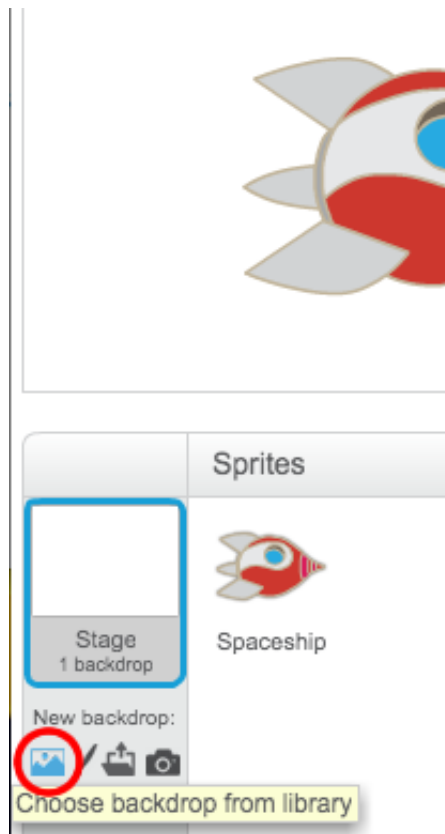 Sprites
Stage
1 backdrop
Spaceship
New backdrop:
Choose backdrop from library